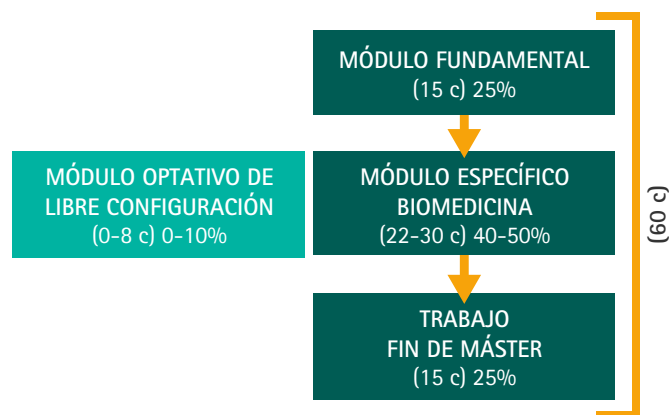 MÓDULO FUNDAMENTAL
(15 c) 25%
MÓDULO OPTATIVO DE
LIBRE CONFIGURACIÓN
(0-8 c) 0-10%
MÓDULO ESPECÍFICO
BIOMEDICINA
(22-30 c) 40-50%
TRABAJO
FIN DE MÁSTER
(15 c) 25%
(60 c)